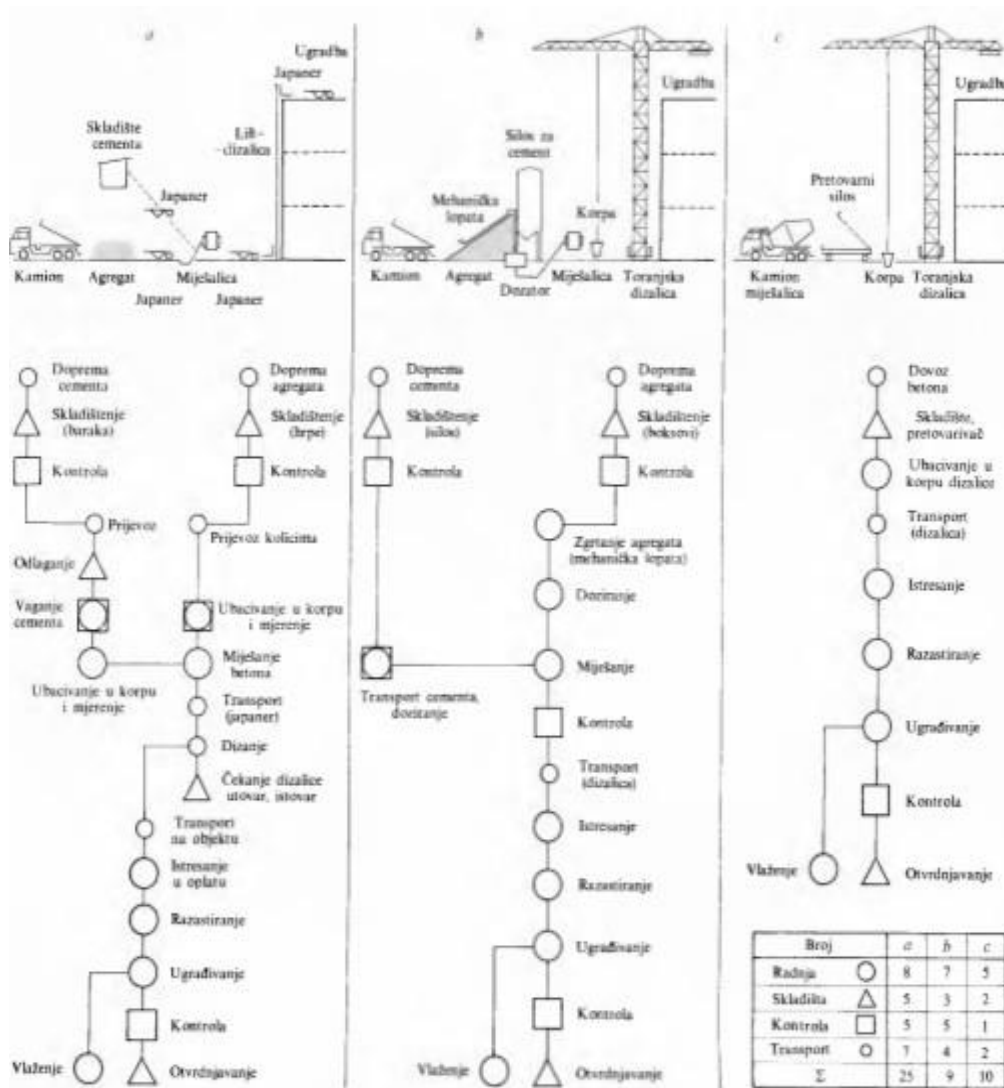 a
Ugradba
Japaner
Skladište
cementa
Lift-
dizalica
Japaner
Kamion
Agregat
Miješalica
Japaner
Japaner
b
Ugradba
Silos za
cement
Mehanička
lopata
Korpa
Kamion
Agregat
Miješalica
Toranjska
dizalica
Dozator
c
Ugradba
Pretovarni
silos
Kamion
miješalica
Korpa
Toranjska
dizalica
Doprema
cementa
Skladištenje
(baraka)
Kontrola
Doprema
agregata
Skladištenje
(hrpe)
Kontrola
Prijevoz
Prijevoz kolicima
Odlaganje
Vaganje
cementa
Ubacivanje u korpu
i mjerenje
Ubacivanje u korpu
i mjerenje
Miješanje
betona
Transport
(japaner)
Dizanje
Čekanje dizalice
utovar, istovar
Transport
na objektu
Istresanje
u oplatu
Razastiranje
Ugrađivanje
Kontrola
Vlaženje
Otvrdnjavanje
Doprema
cementa
Skladištenje
(silos)
Kontrola
Doprema
agregata
Skladištenje
(boksovi)
Kontrola
Zgrtanje agregata
(mehanička lopata)
Doziranje
Miješanje
Transport cementa,
doziranje
Kontrola
Transport
(dizalica)
Istresanje
Razastiranje
Ugrađivanje
Kontrola
Vlaženje
Otvrdnjavanje
Dovoz
betona
Skladište,
pretovarivač
Ubacivanje u
korpu dizalice
Transport
(dizalica)
Istresanje
Razastiranje
Ugrađivanje
Kontrola
Vlaženje
Otvrdnjavanje
Broj a b c
Radnja 8 7 5
Skladišta 5 3 2
Kontrola 5 5 1
Transport 7 4 2
Σ 25 9 10